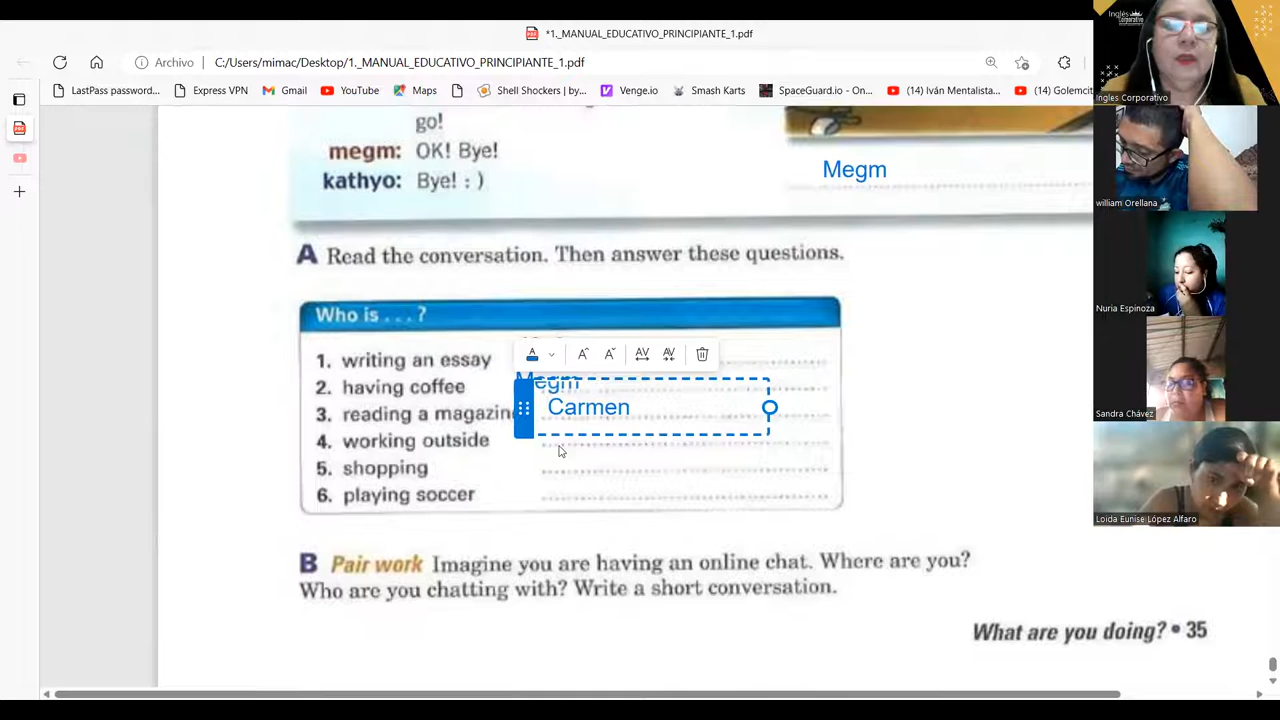 *1._MANUAL_EDUCATIVO_PRINCIPIANTE_1.pdf
Archivo C:/Users/mimac/Desktop/1._MANUAL_EDUCATIVO_PRINCIPIANTE_1.pdf
LastPass password... Express VPN Gmail YouTube Maps Shell Shockers | by... Venge.io Smash Karts SpaceGuard.io - On... (14) Iván Mentalista... (14) Golemcit
go!
megm: OK! Bye!
kathyo: Bye! : )
Megm
A Read the conversation. Then answer these questions.
Who is . . . ?
1. writing an essay
2. having coffee
Megm
3. reading a magazin
Carmen
4. working outside
5. shopping
6. playing soccer
B Pair work Imagine you are having an online chat. Where are you?
Who are you chatting with? Write a short conversation.
What are you doing? • 35
Inglés
Corporativo
Ingles Corporativo
william Orellana
Nuria Espinoza
Sandra Chávez
Loida Eunise López Alfaro